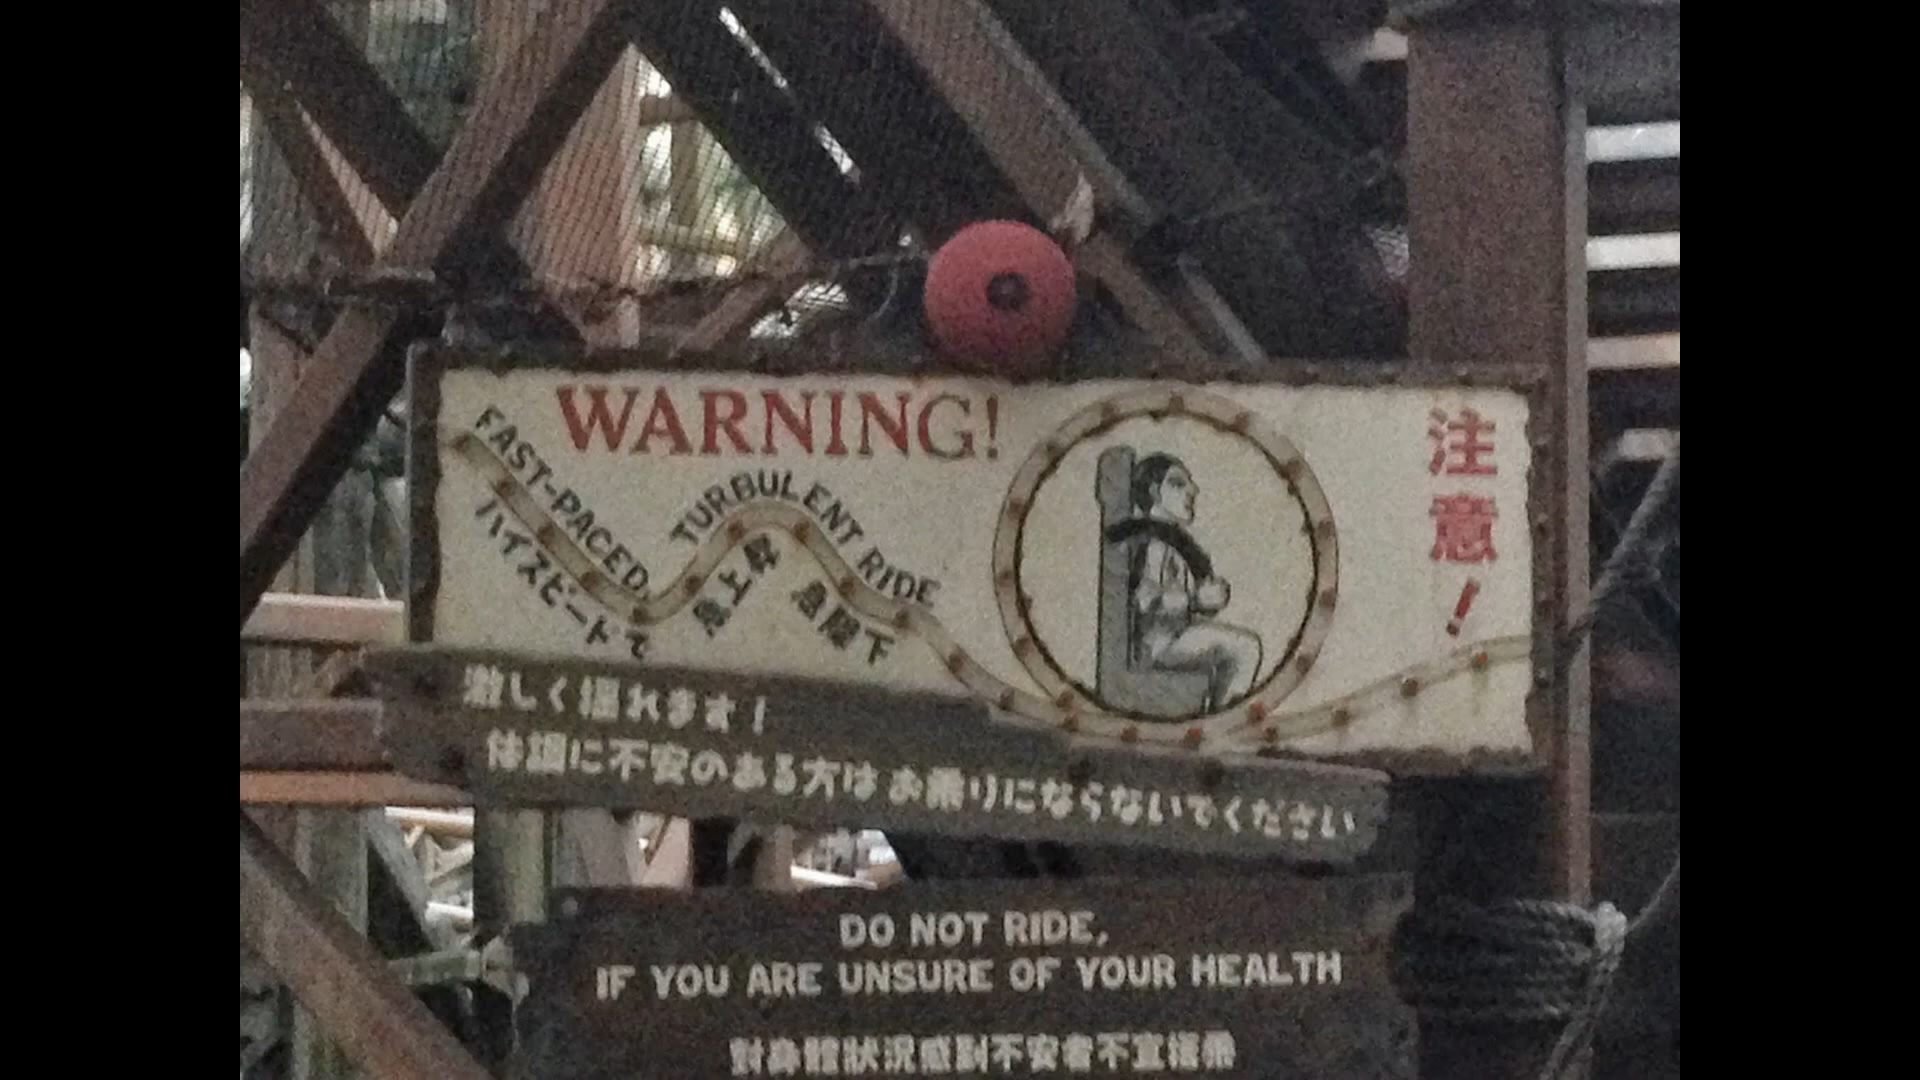 WARNING!
注意!
FAST-PACED,
TURBULENT RIDE
ハイスピードで
急上昇
急降下
激しく揺れます!
体調に不安のある方はお乗りにならないでください
DO NOT RIDE,
IF YOU ARE UNSURE OF YOUR HEALTH
對身體狀況感到不安者不宜搭乘